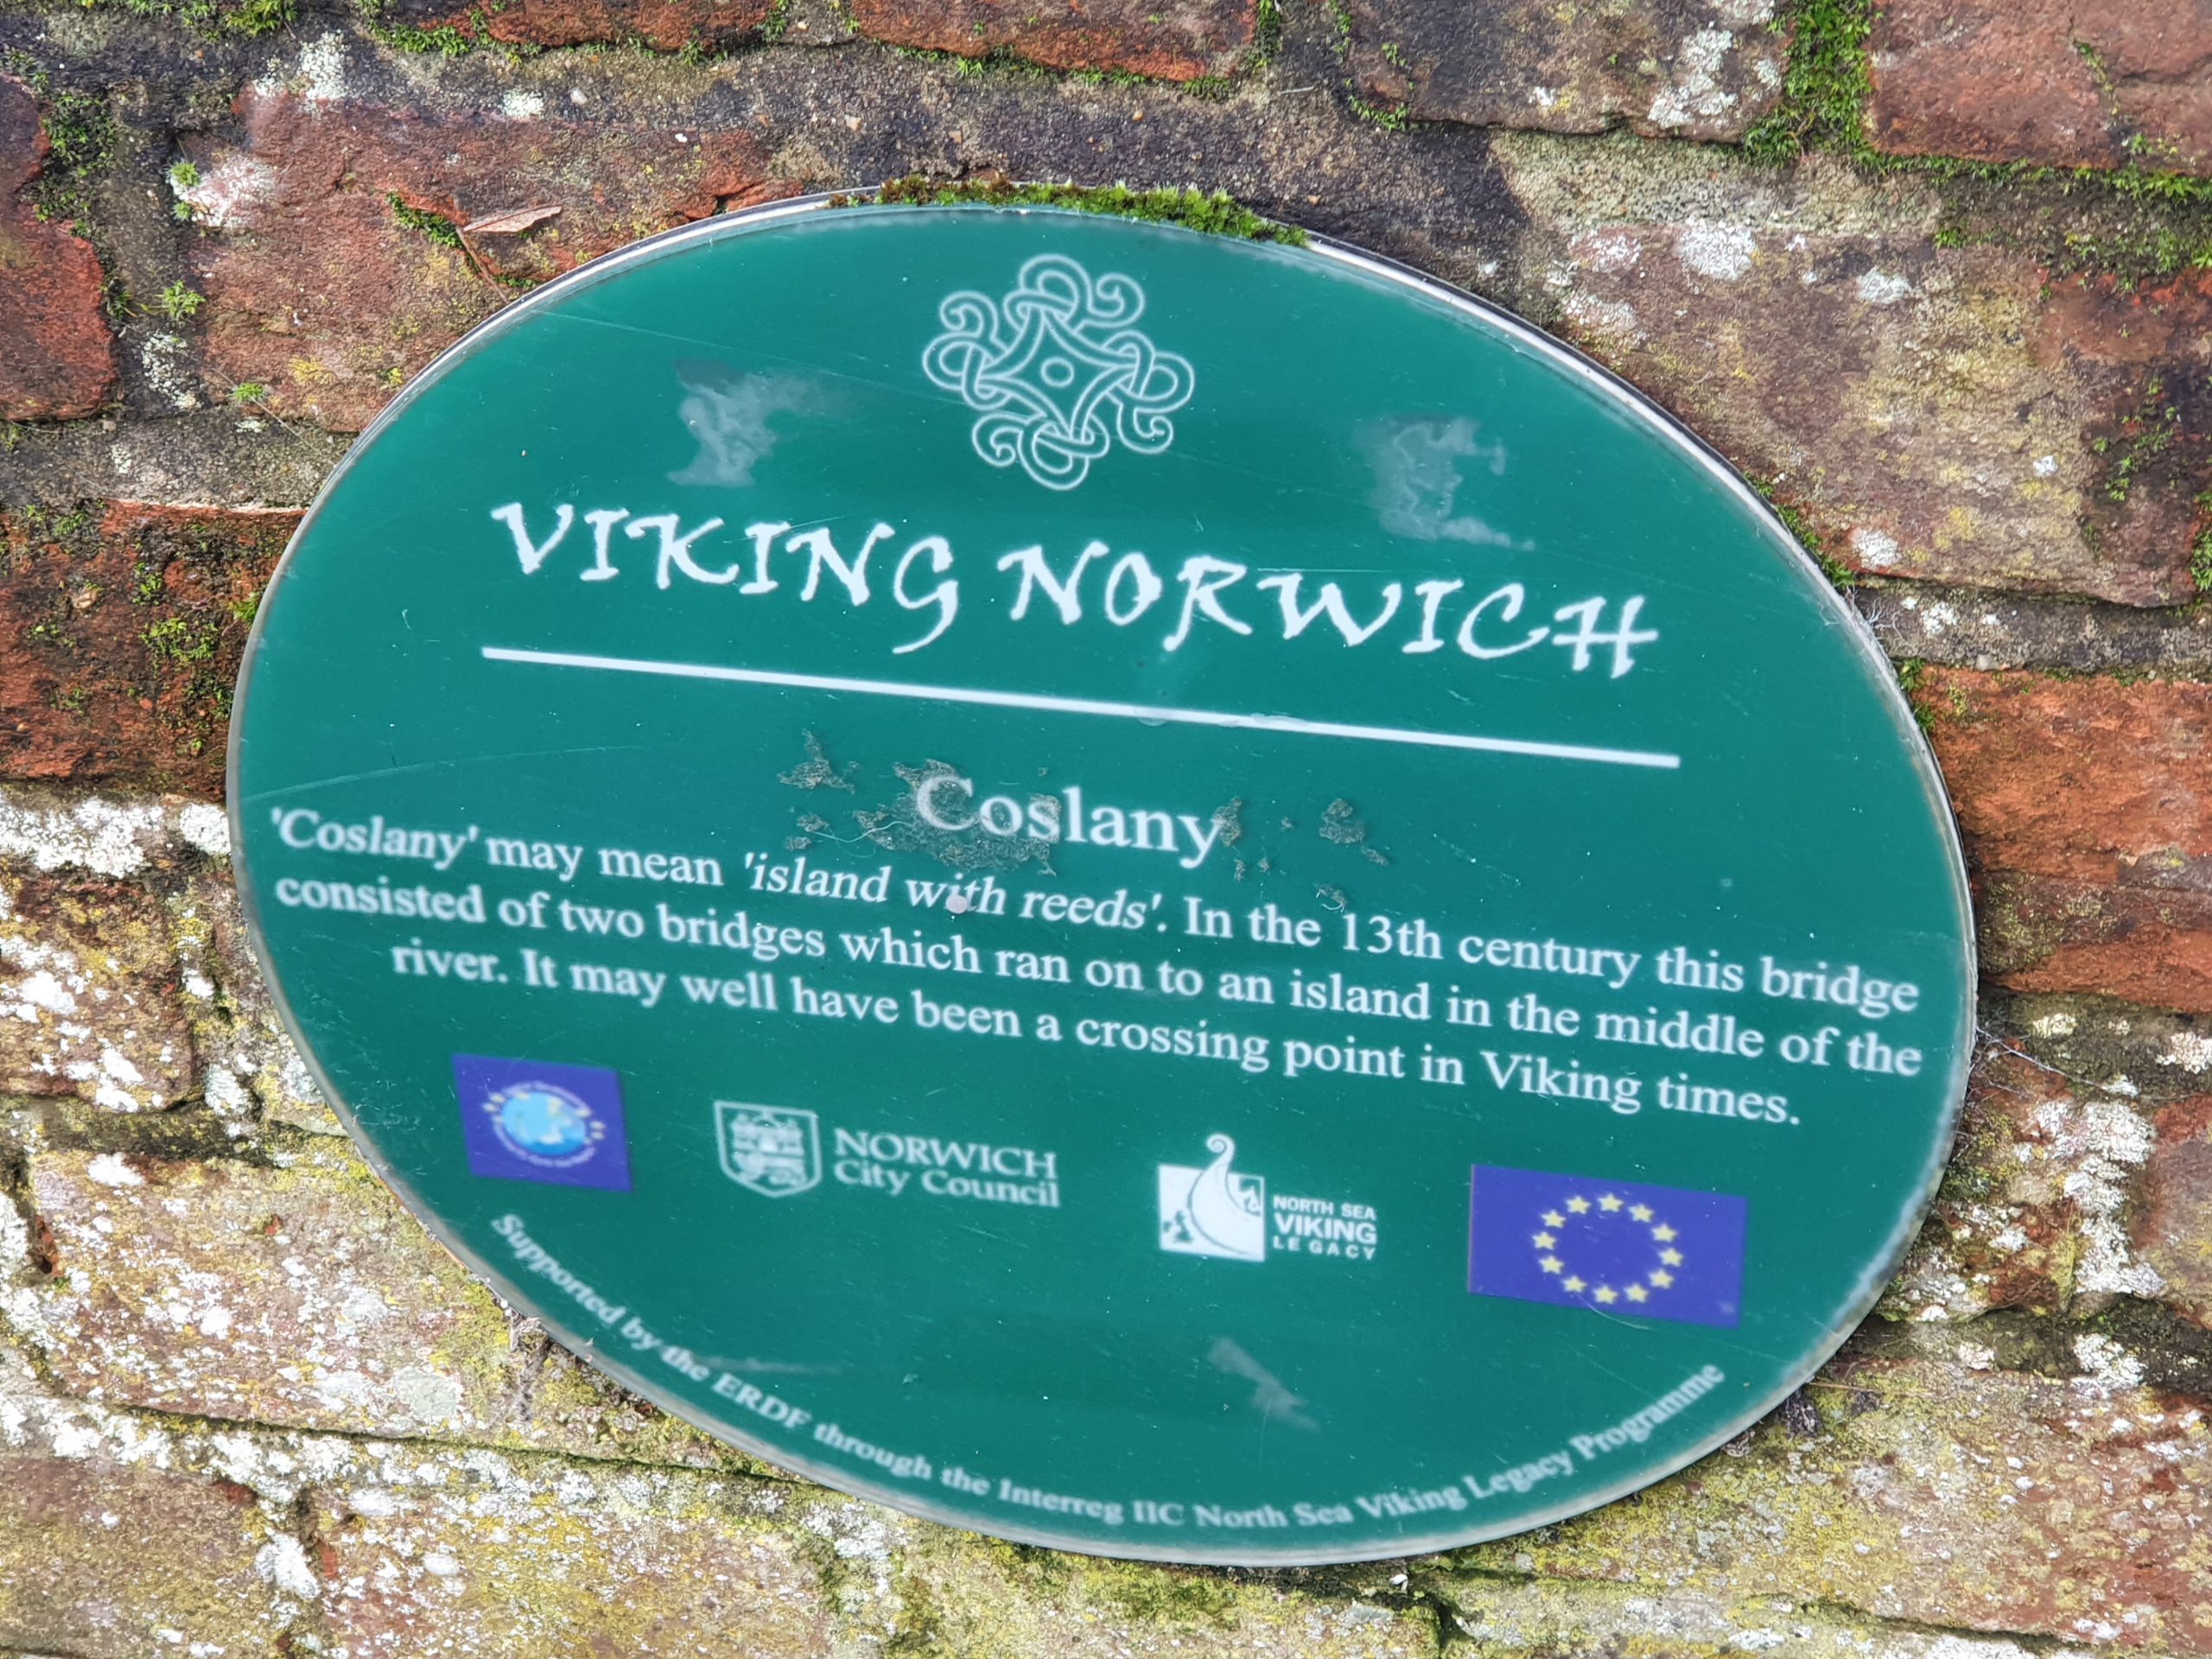 VIKING NORWICH
Coslany
'Coslany' may mean 'island with reeds'. In the 13th century this bridge
consisted of two bridges which ran on to an island in the middle of the
river. It may well have been a crossing point in Viking times.
NORWICH
City Council
NORTH SEA
VIKING
LEGACY
Supported by the ERDF through the Interreg IIC North Sea Viking Legacy Programme